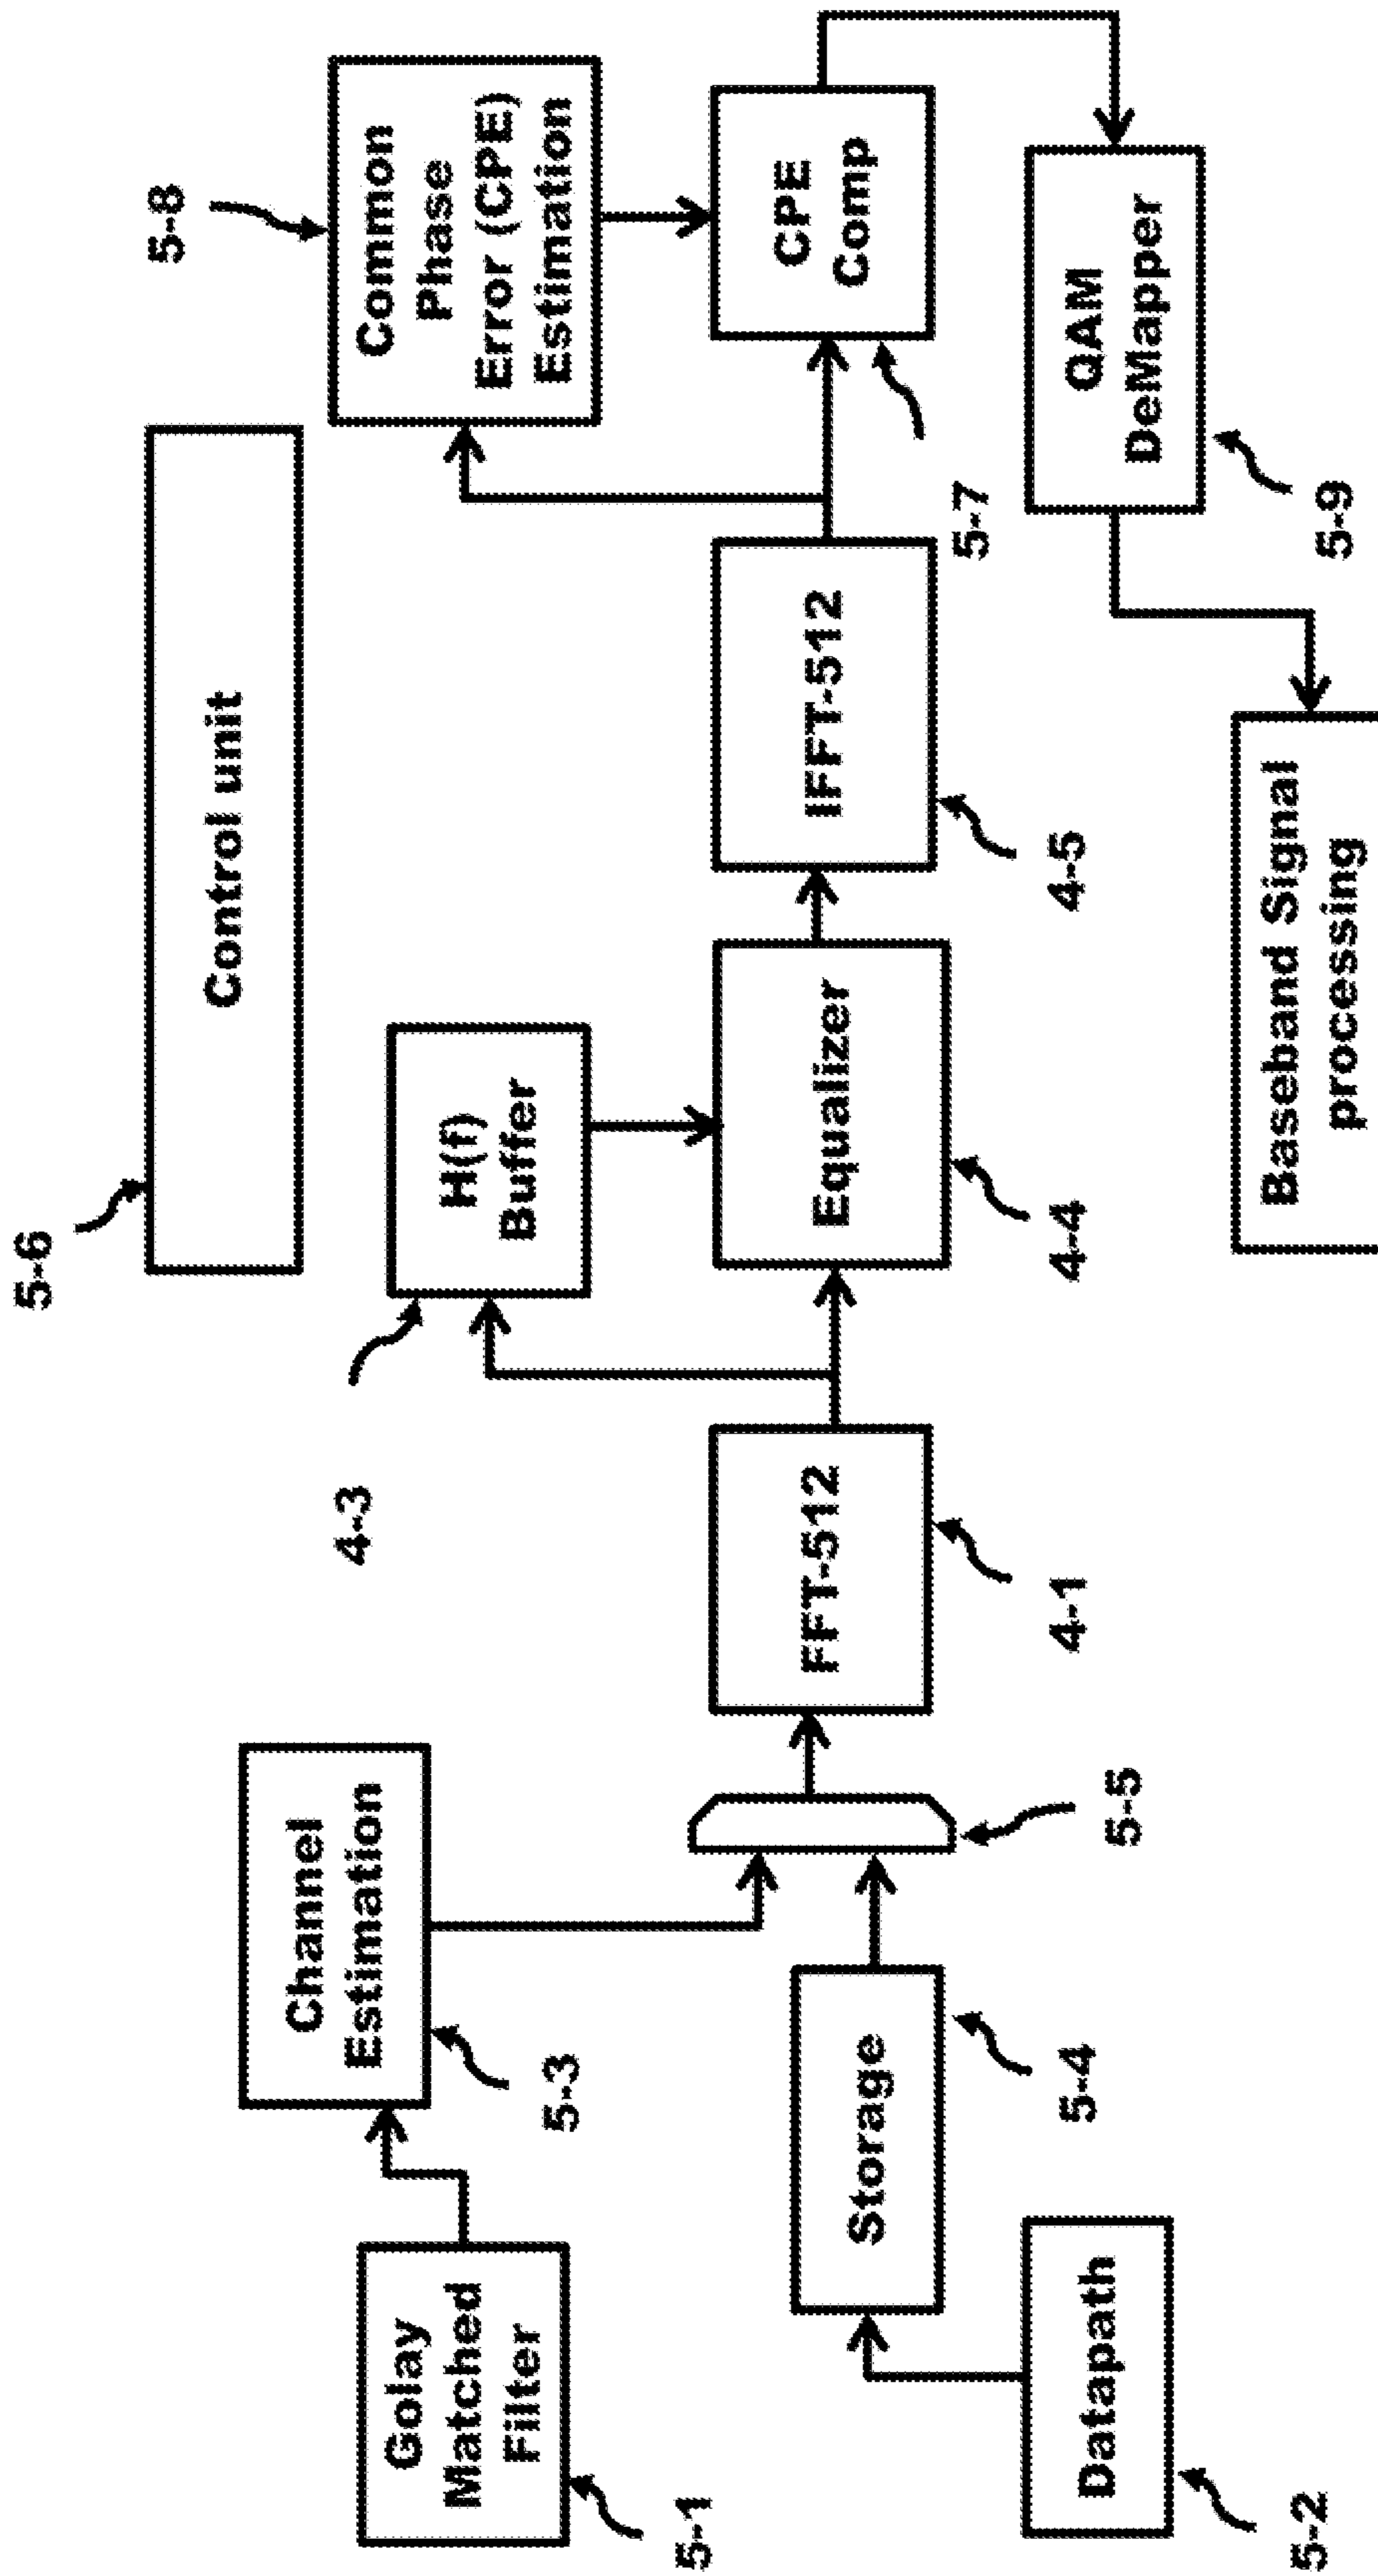 5-6
Control unit
5-8
Common
Phase
Error (CPE)
Estimation
4-3
H(f)
Buffer
Channel
Estimation
5-3
Golay
Matched
Filter
5-1
Datapath
5-2
Storage
5-4
5-5
FFT-512
4-1
Equalizer
4-4
IFFT-512
4-5
CPE
Comp
5-7
QAM
DeMapper
5-9
Baseband Signal
processing